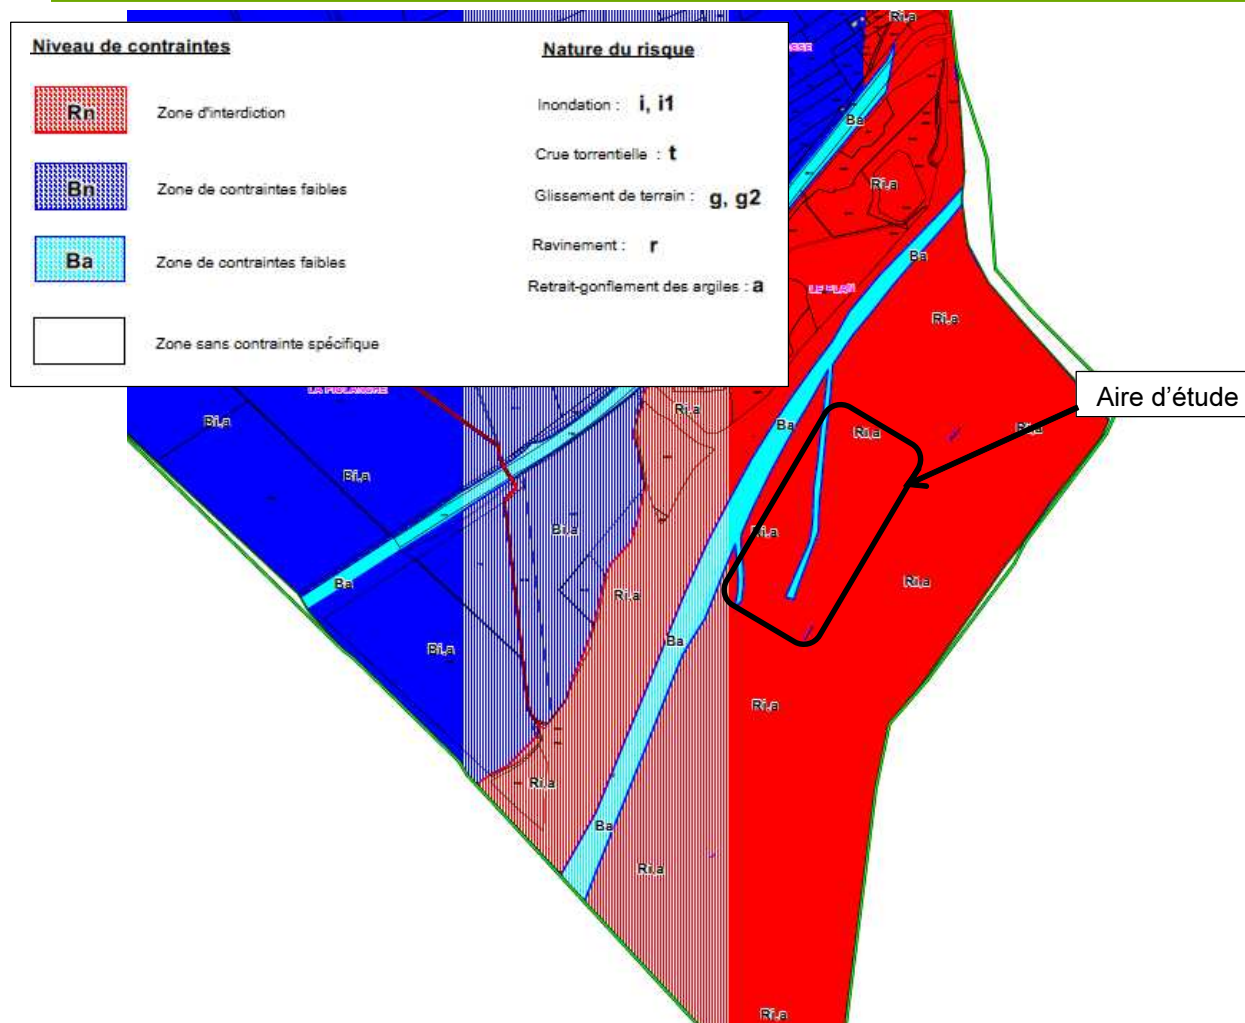 Niveau de contraintes
Rn
Zone d'interdiction
Bn
Zone de contraintes faibles
Ba
Zone de contraintes faibles
Zone sans contrainte spécifique
Nature du risque
Inondation : i, i1
Crue torrentielle : t
Glissement de terrain : g, g2
Ravinement : r
Retrait-gonflement des argiles : a
Ri,a
Ba
Ri,a
Ba
LE BLAN
Ri,a
Aire d'étude
Ri,a
Bi,a
Ba
Ri,a
Ri,a
Bi,a
Bi,a
Ri,a
Ba
Ri,a
Ri,a
Bi,a
Ba
Ri,a
Ri,a
Ba
Ri,a
Ri,a